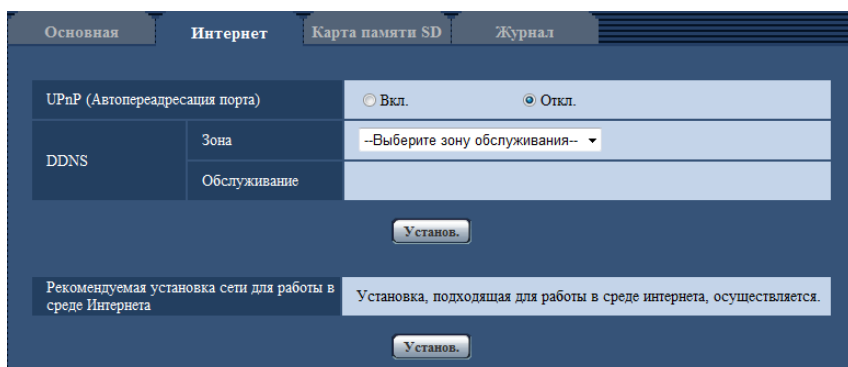 Основная Интернет Карта памяти SD Журнал
UPnP (Автопереадресация порта) Вкл. Откл.
DDNS
Зона --Выберите зону обслуживания--
Обслуживание
Установ.
Рекомендуемая установка сети для работы в
среде Интернета
Установка, подходящая для работы в среде интернета, осуществляется.
Установ.